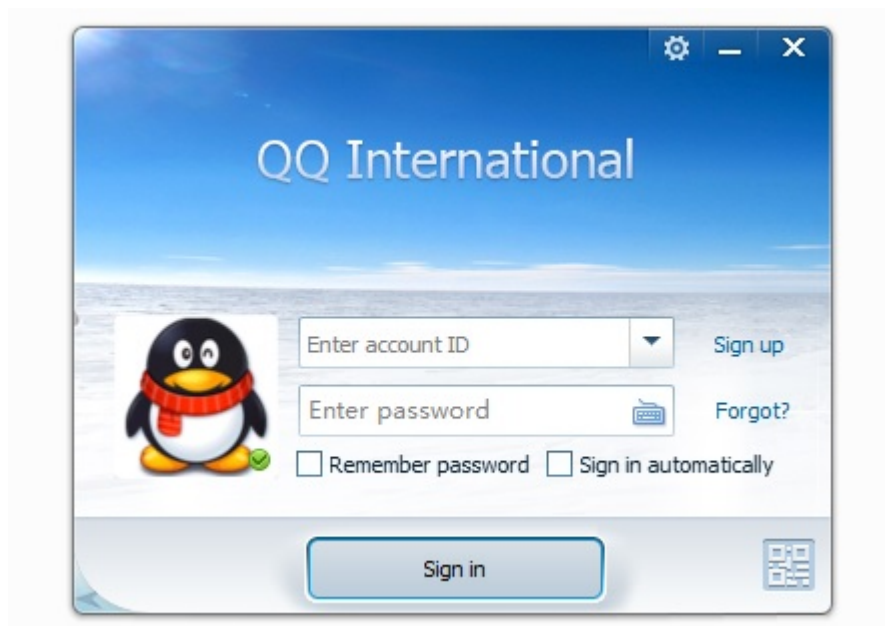 QQ International
Enter account ID
Sign up
Enter password
Forgot?
Remember password Sign in automatically
Sign in